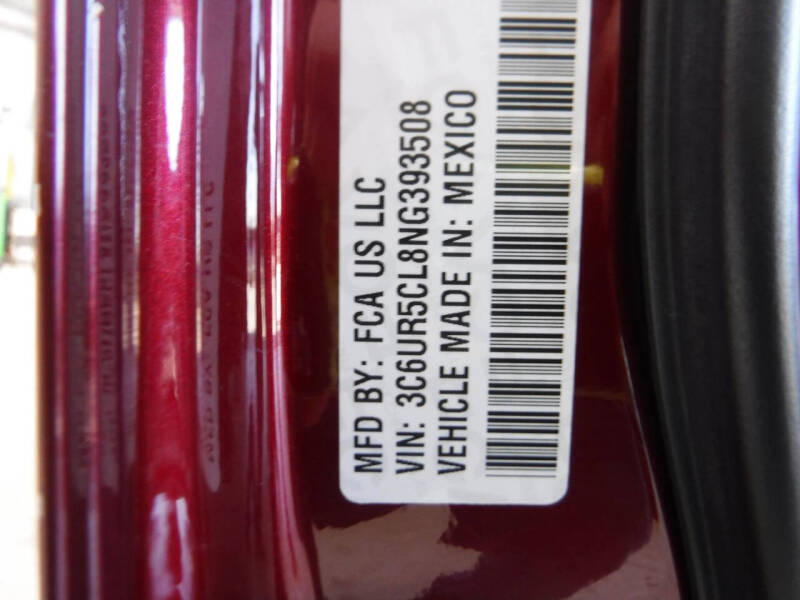 MFD BY: FCA US LLC
VIN: 3C6UR5CL8NG393508
VEHICLE MADE IN: MEXICO